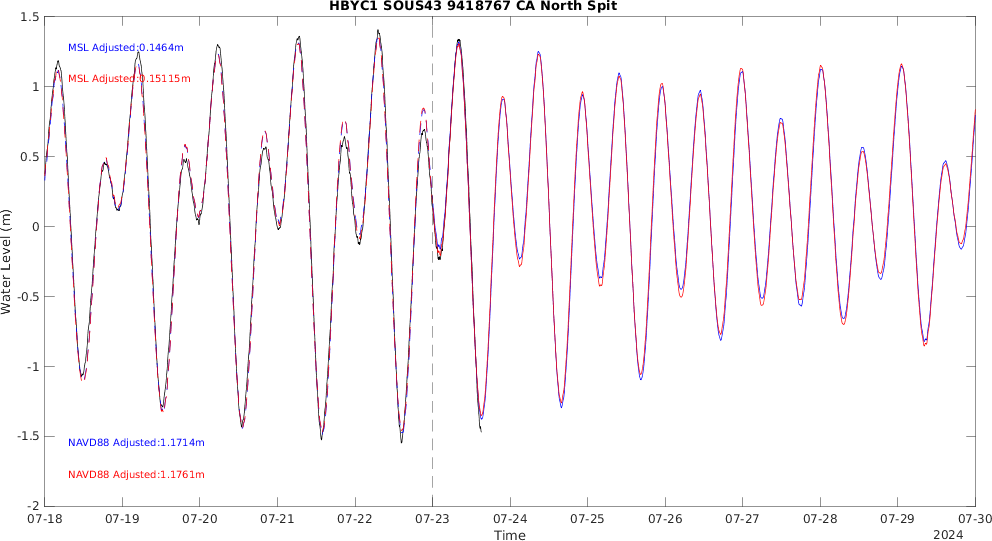 HBYC1 SOUS43 9418767 CA North Spit
1.5
MSL Adjusted:0.1464m
MSL Adjusted:0.15115m
1
0.5
0
Water Level (m)
-0.5
-1
-1.5
NAVD88 Adjusted:1.1714m
NAVD88 Adjusted:1.1761m
-2
07-18 07-19 07-20 07-21 07-22 07-23 07-24 07-25 07-26 07-27 07-28 07-29 07-30
Time
2024